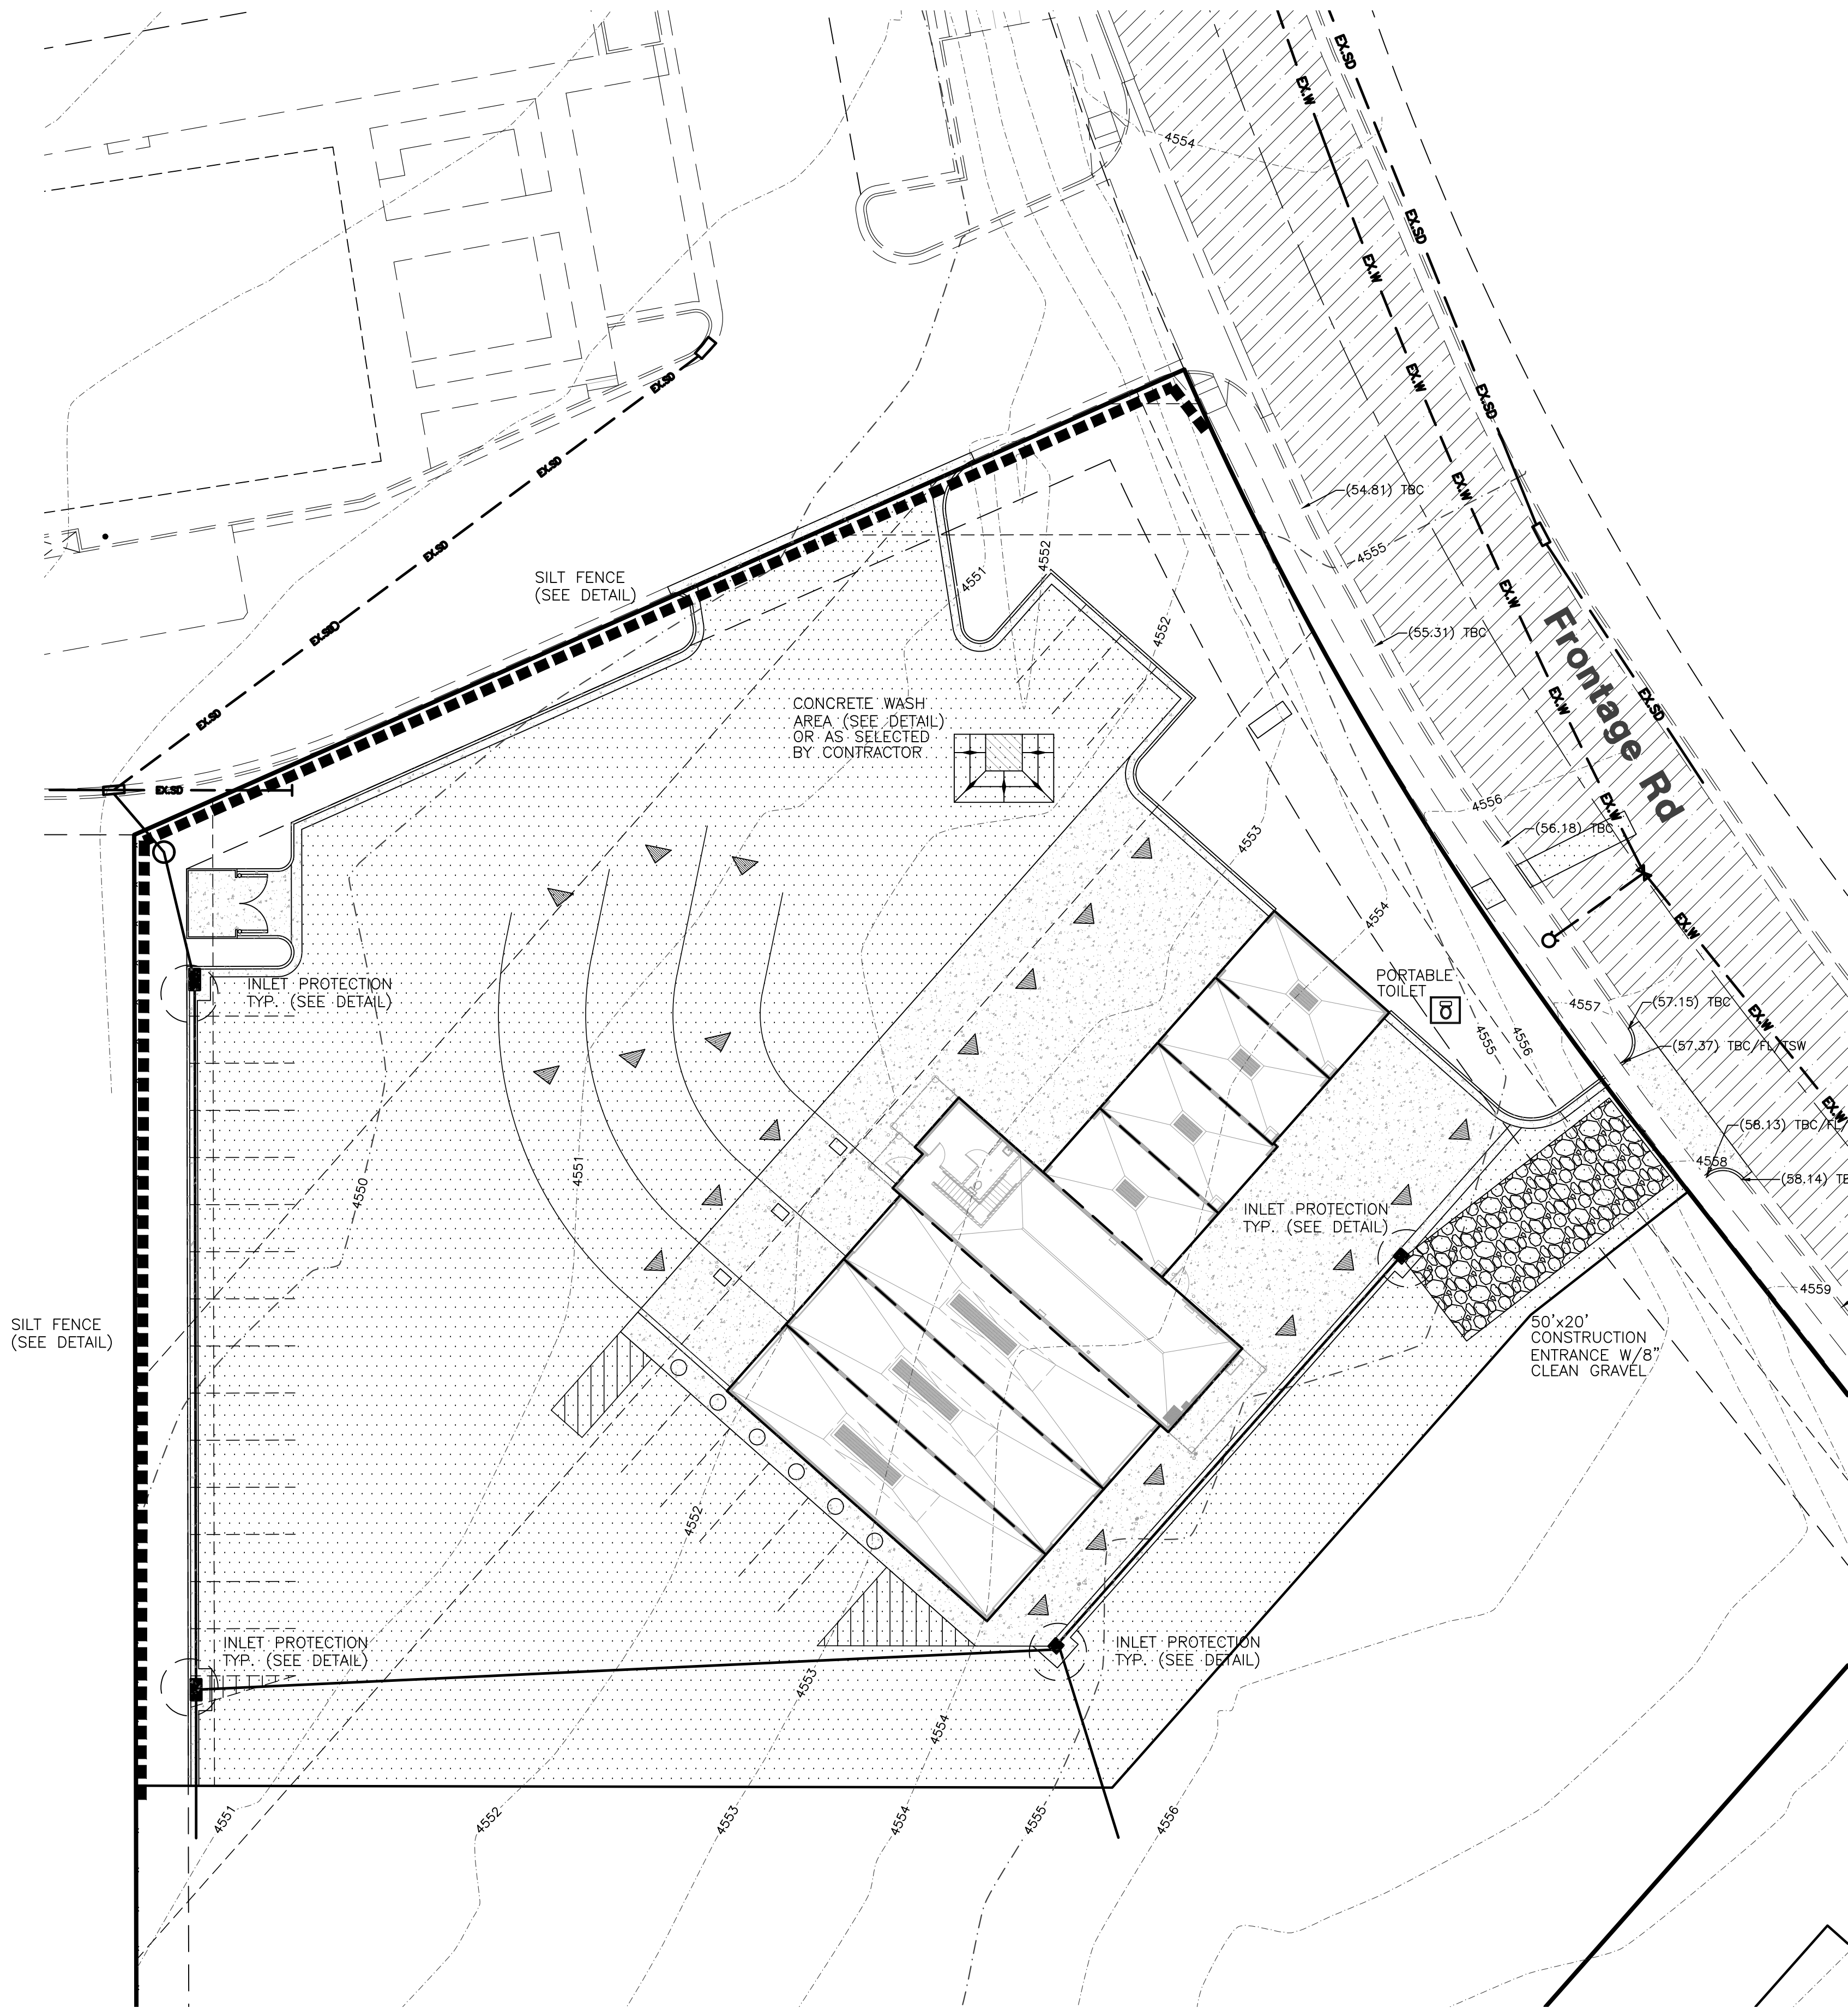 EX.SD
EX.W
4554
EX.SD
EX.W
EX.SD
EX.W
EX.SD
EX.W
EX.SD
EX.W
(54.81) TBC
4555
EX.SD
SILT FENCE
(SEE DETAIL)
4551
4552
4552
EX.W
(55.31) TBC
Frontage Rd
EX.SD
EX.SD
EX.SD
EX.W
EX.SD
CONCRETE WASH
AREA (SEE DETAIL)
OR AS SELECTED
BY CONTRACTOR
4553
4556
EX.W
(56.18) TBC
4554
EX.W
INLET PROTECTION
TYP. (SEE DETAIL)
PORTABLE
TOILET
4557
(57.15) TBC
EX.W
4555
4556
(57.37) TBC/FL/TSW
EX.W
(58.13) TBC/FL/
4558
(58.14) TB
4550
4551
INLET PROTECTION
TYP. (SEE DETAIL)
4559
SILT FENCE
(SEE DETAIL)
50'x20'
CONSTRUCTION
ENTRANCE W/8"
CLEAN GRAVEL
4552
INLET PROTECTION
TYP. (SEE DETAIL)
INLET PROTECTION
TYP. (SEE DETAIL)
4553
4554
4551
4552
4553
4554
4555
4556